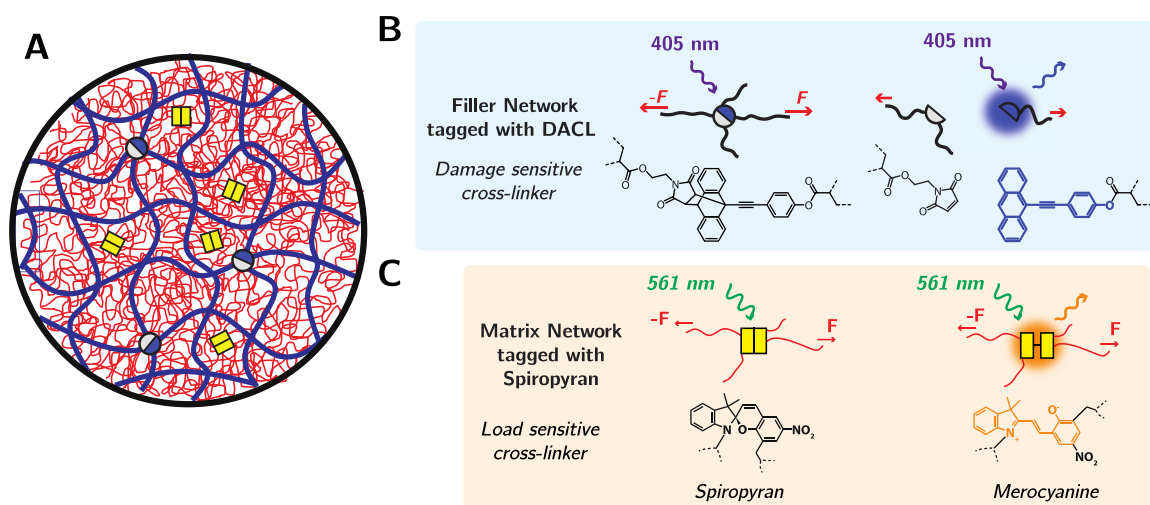 A
B
405 nm
405 nm
-F
F
Filler Network
tagged with DACL
Damage sensitive
cross-linker
O
O
N
O
O
O
O
O
O
N
O
O
O
O
C
561 nm
561 nm
-F
F
-F
F
Matrix Network
tagged with
Spiropyran
Load sensitive
cross-linker
N
O
NO2
O-
N+
NO2
Spiropyran
Merocyanine